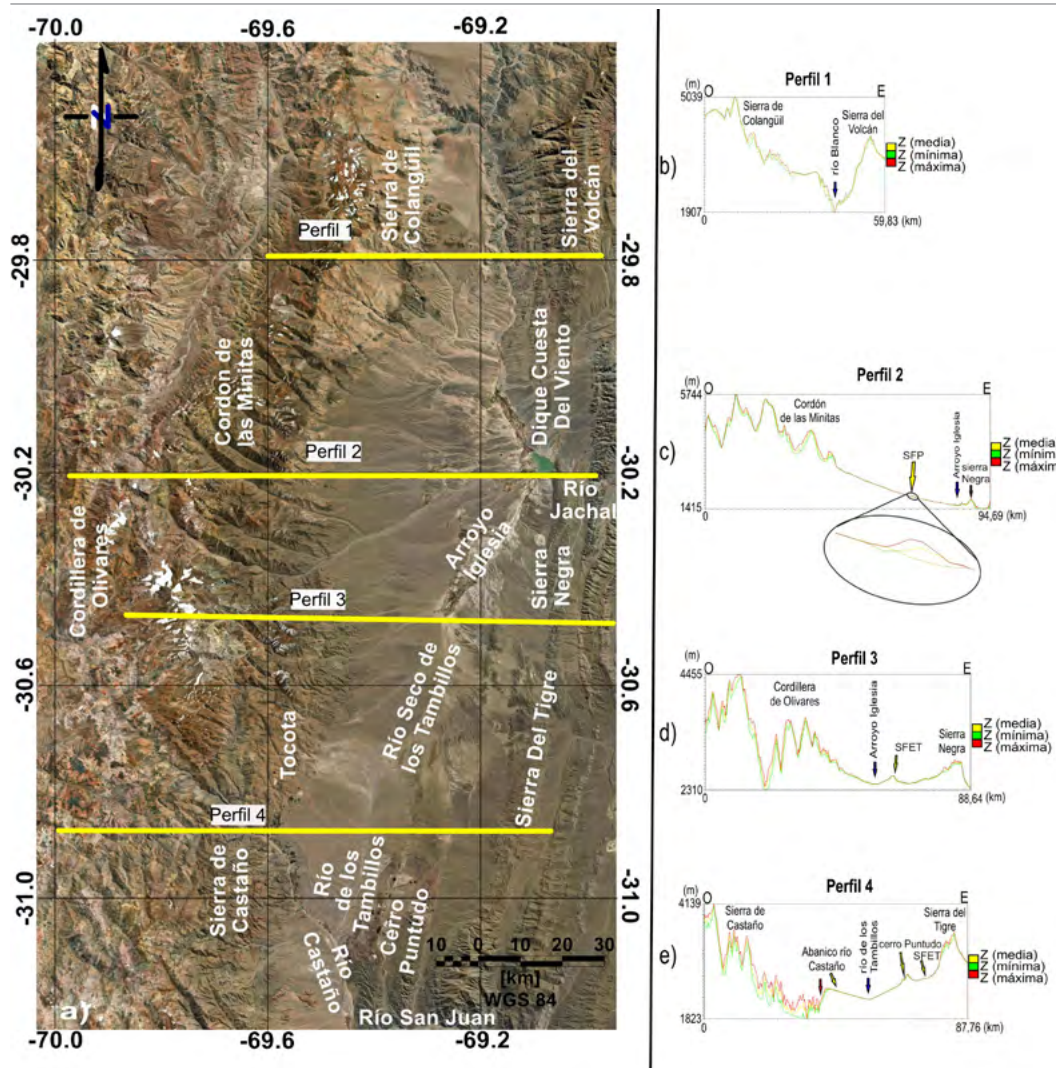 -70.0
-69.6
-69.2
-29.8
-30.2
-30.6
-31.0
Sierra de
Colangüil
Sierra del
Volcán
Perfil 1
-29.8
Cordon de
las Minitas
Dique Cuesta
Del Viento
Perfil 2
-30.2
Río
Jachal
Cordillera de
Olivares
Arroyo
Iglesia
Sierra
Negra
Perfil 3
-30.6
Río Seco de
los Tambillos
Tocota
Sierra Del Tigre
Perfil 4
Sierra de
Castaño
Río
de los
Tambillos
Cerro
Puntudo
-31.0
Río
Castaño
10 0 10 20 30
[km]
WGS 84
a)
Río San Juan
-70.0
-69.6
-69.2
b)
Perfil 1
(m)
O
E
5039
Sierra de
Colangüil
Sierra del
Volcán
río Blanco
Z (media)
Z (mínima)
Z (máxima)
1907
0
59,83 (km)
c)
Perfil 2
(m)
O
E
5744
Cordón
de las Minitas
SFP
Arroyo Iglesia
sierra
Negra
Z (media)
Z (mínim
Z (máxim
1415
0
94,69 (km)
d)
Perfil 3
(m)
O
E
4455
Cordillera
de Olivares
Arroyo Iglesia
SFET
Sierra
Negra
Z (media)
Z (mínima)
Z (máxima)
2310
0
88,64 (km)
e)
Perfil 4
(m)
O
E
4139
Sierra de
Castaño
Abanico río
Castaño
río de los
Tambillos
cerro Puntudo
SFET
Sierra del
Tigre
Z (media)
Z (mínima)
Z (máxima)
1823
0
87,76 (km)